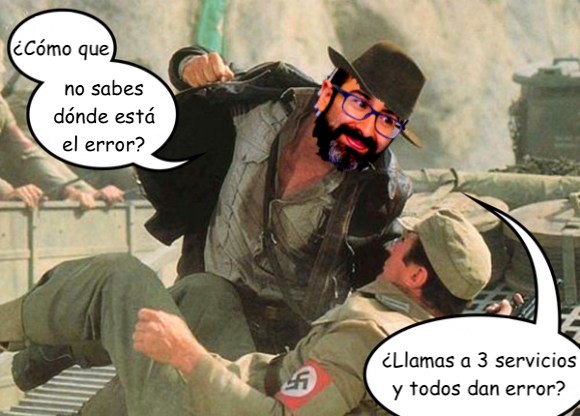 ¿Cómo que
no sabes
dónde está
el error?
¿Llamas a 3 servicios
y todos dan error?